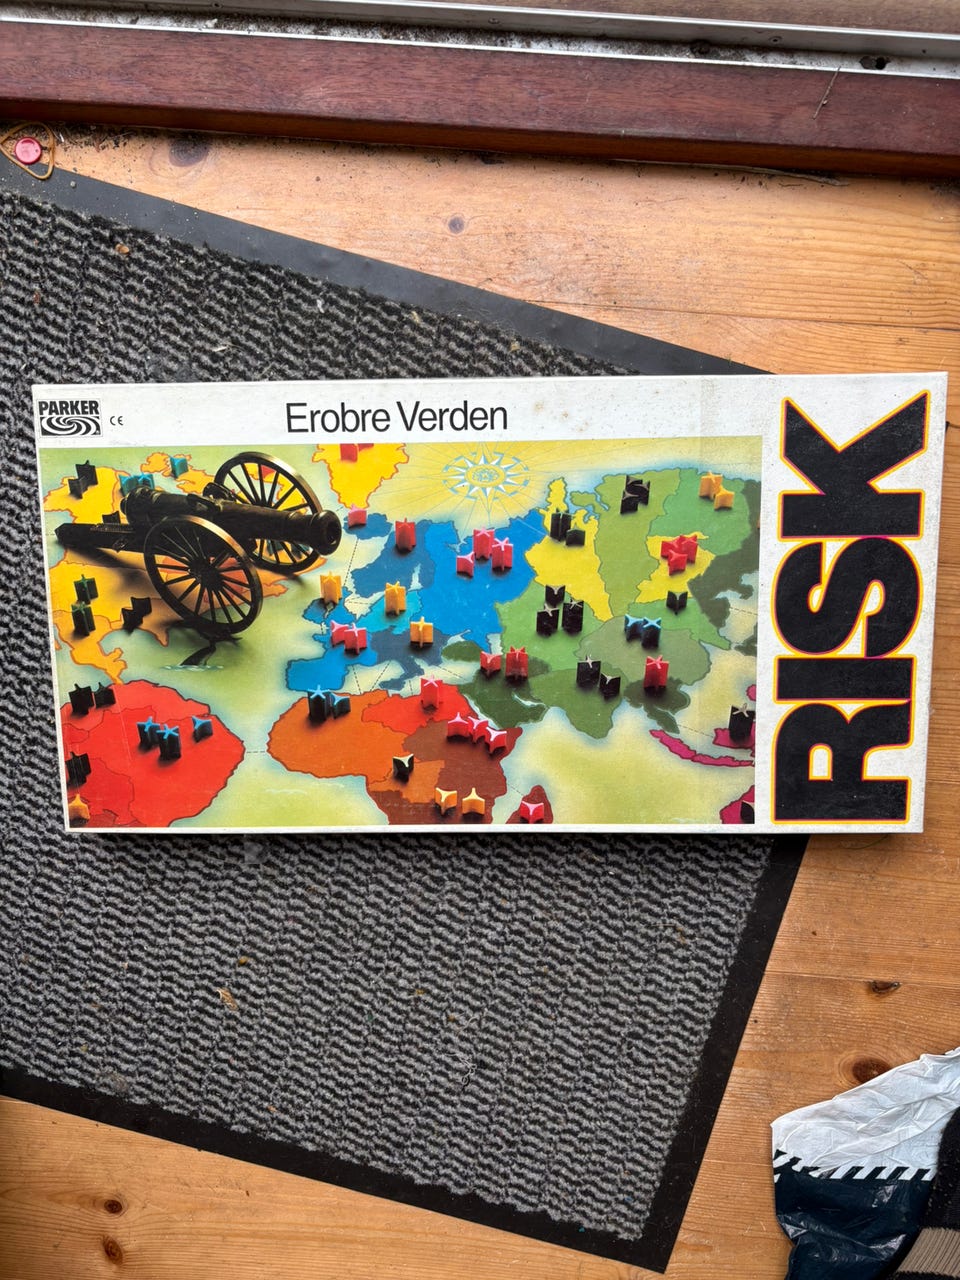 PARKER
CE
Erobre Verden
RISK